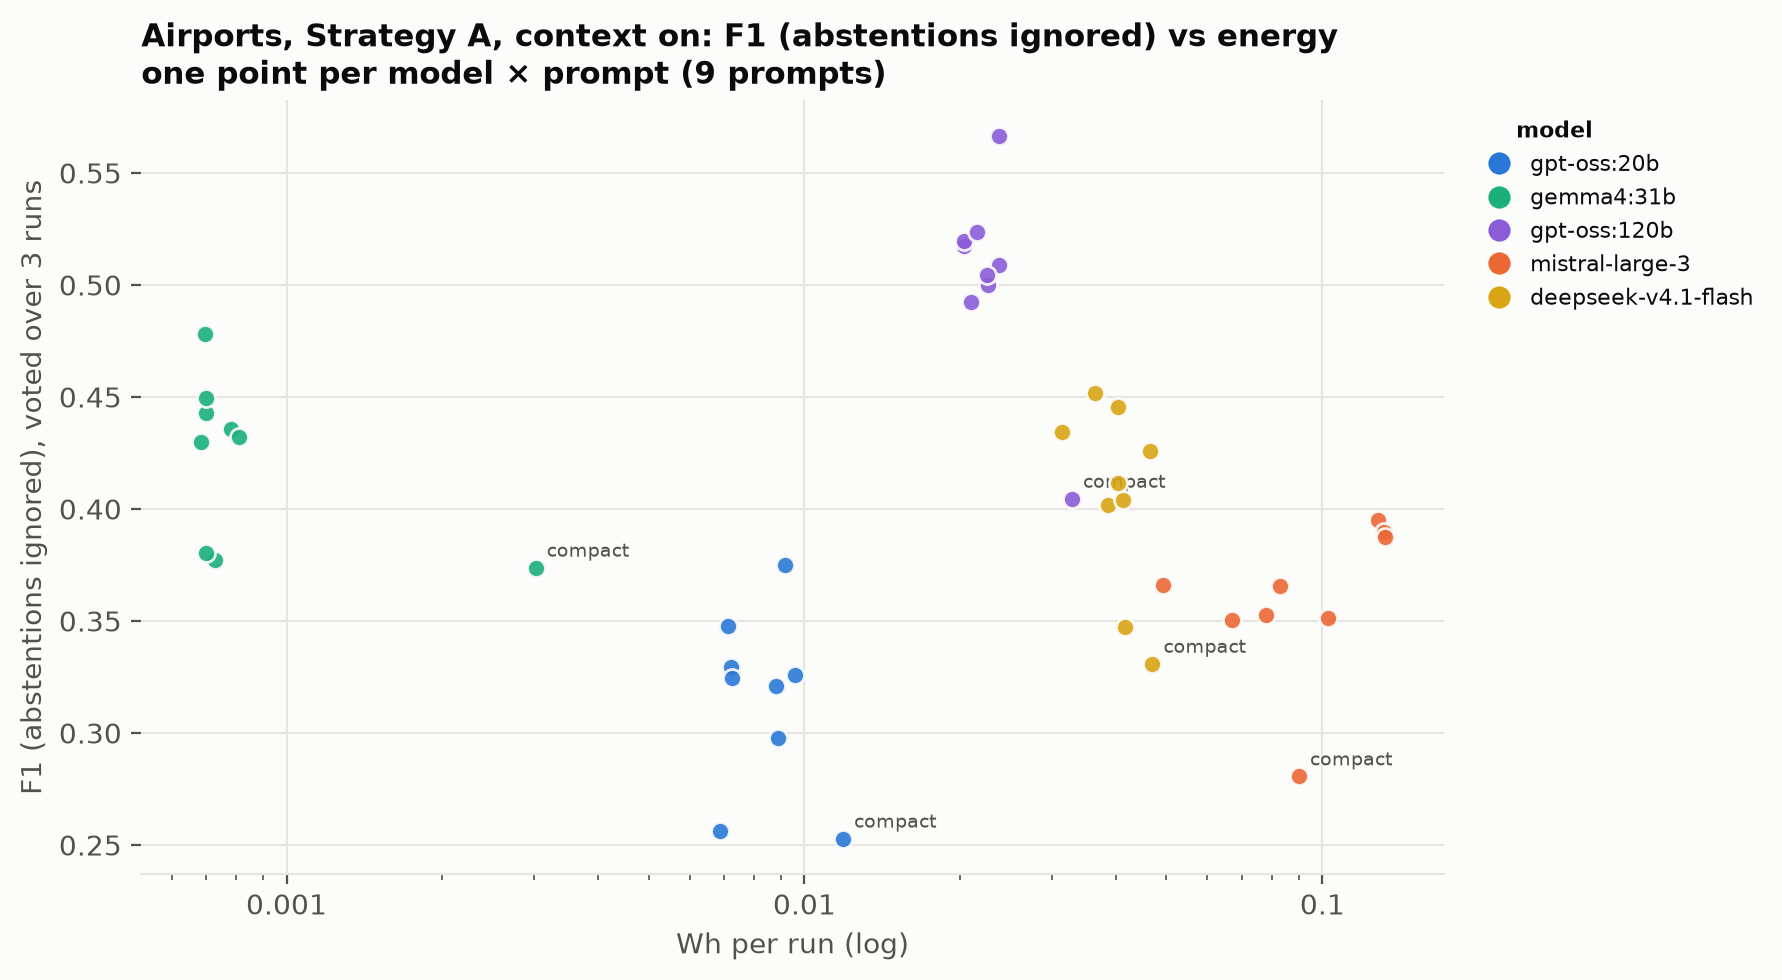 Airports, Strategy A, context on: F1 (abstentions ignored) vs energy
one point per model × prompt (9 prompts)
model
gpt-oss:20b
gemma4:31b
gpt-oss:120b
mistral-large-3
deepseek-v4.1-flash
F1 (abstentions ignored), voted over 3 runs
0.55
0.50
0.45
0.40
0.35
0.30
0.25
compact
compact
compact
compact
compact
0.001
0.01
0.1
Wh per run (log)